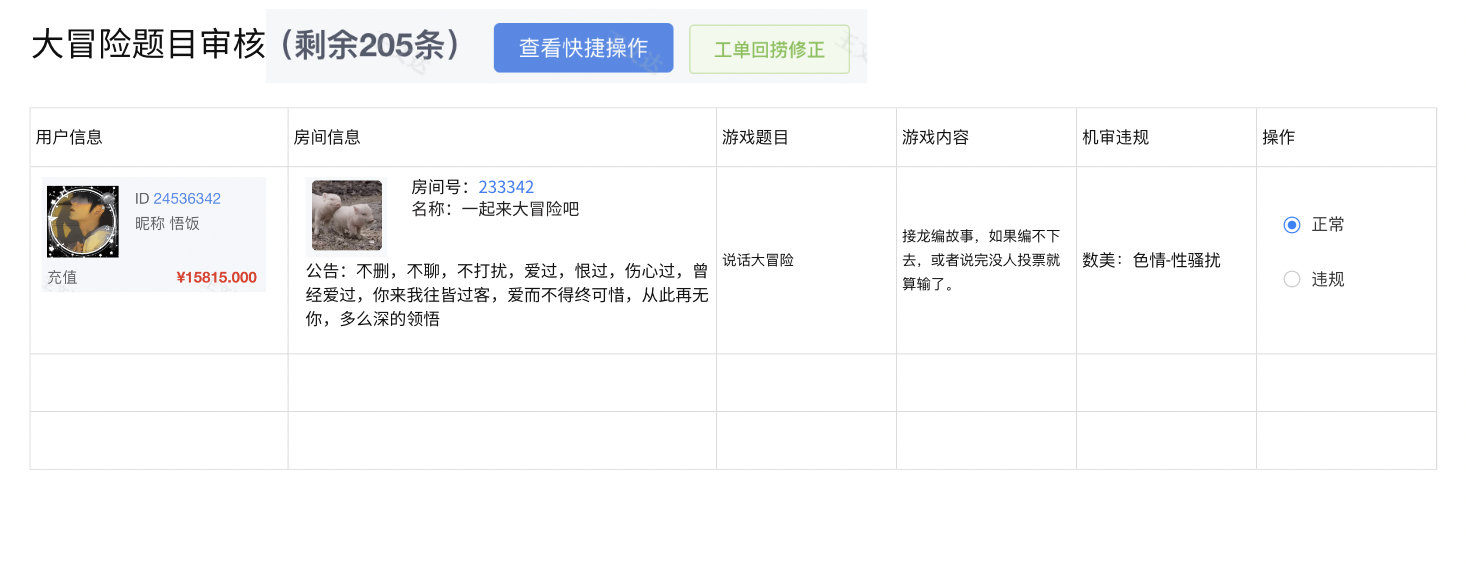 大冒险题目审核（剩余205条） 查看快捷操作 工单回捞修正
用户信息 房间信息 游戏题目 游戏内容 机审违规 操作
ID 24536342
昵称 悟饭
充值 ¥15815.000
房间号：233342
名称：一起来大冒险吧
公告：不删，不聊，不打扰，爱过，恨过，伤心过，曾
经爱过，你来我往皆过客，爱而不得终可惜，从此再无
你，多么深的领悟
说话大冒险
接龙编故事，如果编不下
去，或者说完没人投票就
算输了。
数美：色情-性骚扰
正常
违规